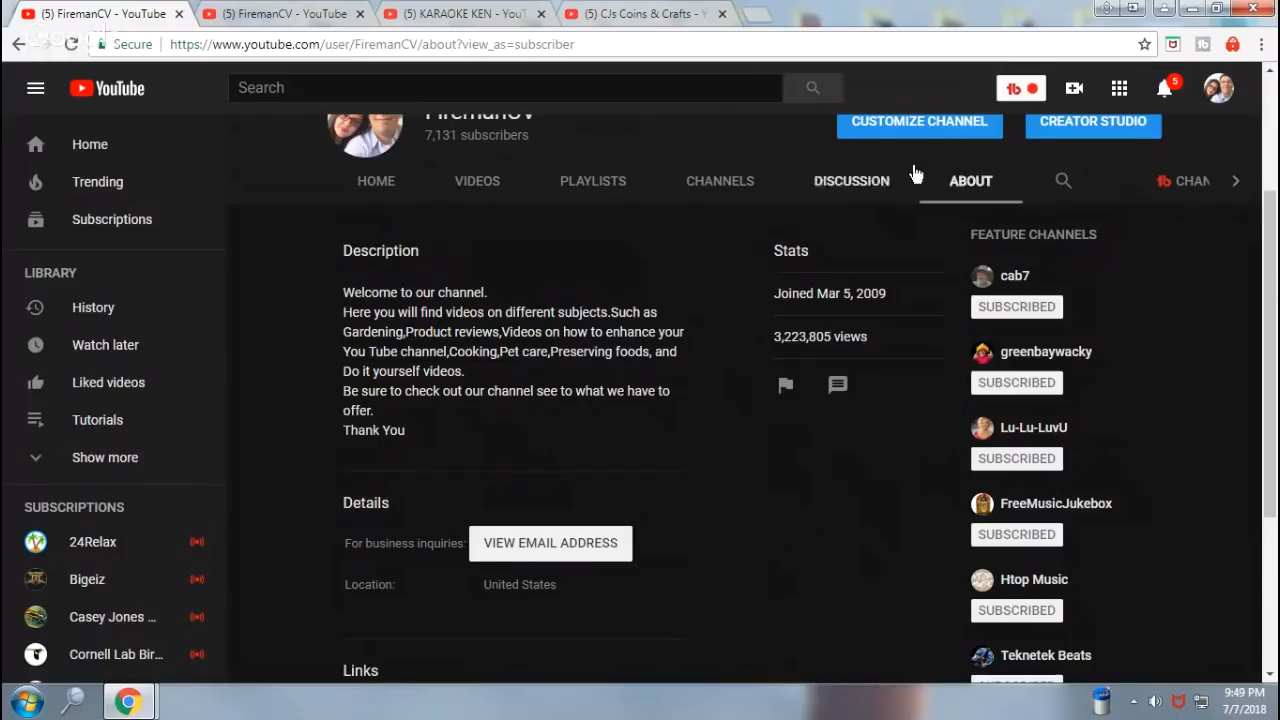 (5) FiremanCV - YouTube
(5) FiremanCV - YouTube
(5) KARAOKE KEN - YouT
(5) CJs Coins & Crafts -
Secure
https://www.youtube.com/user/FiremanCV/about?view_as=subscriber
YouTube
Search
5
FiremanCV
7,131 subscribers
CUSTOMIZE CHANNEL
CREATOR STUDIO
HOME
VIDEOS
PLAYLISTS
CHANNELS
DISCUSSION
ABOUT
CHAN
Home
Trending
Subscriptions
LIBRARY
History
Watch later
Liked videos
Tutorials
Show more
SUBSCRIPTIONS
24Relax
Bigeiz
Casey Jones ...
Cornell Lab Bir...
Description
Welcome to our channel.
Here you will find videos on different subjects.Such as
Gardening,Product reviews,Videos on how to enhance your
You Tube channel,Cooking,Pet care,Preserving foods, and
Do it yourself videos.
Be sure to check out our channel see to what we have to
offer.
Thank You
Details
For business inquiries:
VIEW EMAIL ADDRESS
Location:
United States
Links
Stats
Joined Mar 5, 2009
3,223,805 views
FEATURE CHANNELS
cab7
SUBSCRIBED
greenbaywacky
SUBSCRIBED
Lu-Lu-LuvU
SUBSCRIBED
FreeMusicJukebox
SUBSCRIBED
Htop Music
SUBSCRIBED
Teknetek Beats
9:49 PM
7/7/2018